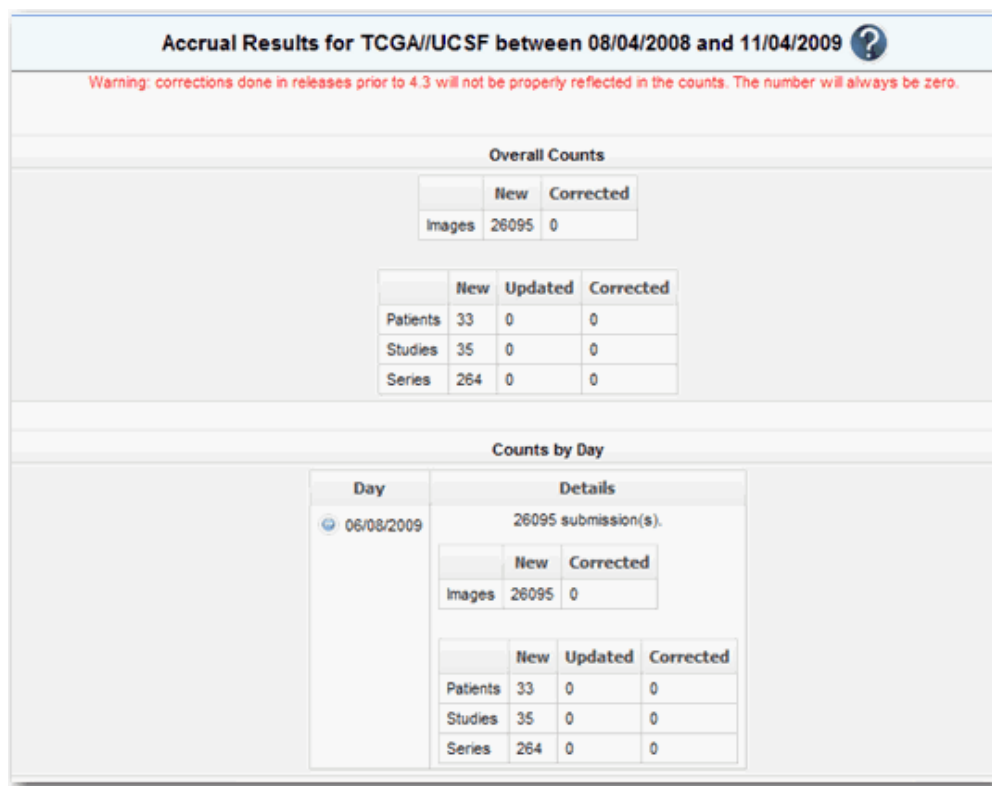 Accrual Results for TCGA//UCSF between 08/04/2008 and 11/04/2009 ?
Warning: corrections done in releases prior to 4.3 will not be properly reflected in the counts. The number will always be zero.
Overall Counts
New Corrected
Images 26095 0
New Updated Corrected
Patients 33 0 0
Studies 35 0 0
Series 264 0 0
Counts by Day
Day Details
06/08/2009 26095 submission(s).
New Corrected
Images 26095 0
New Updated Corrected
Patients 33 0 0
Studies 35 0 0
Series 264 0 0